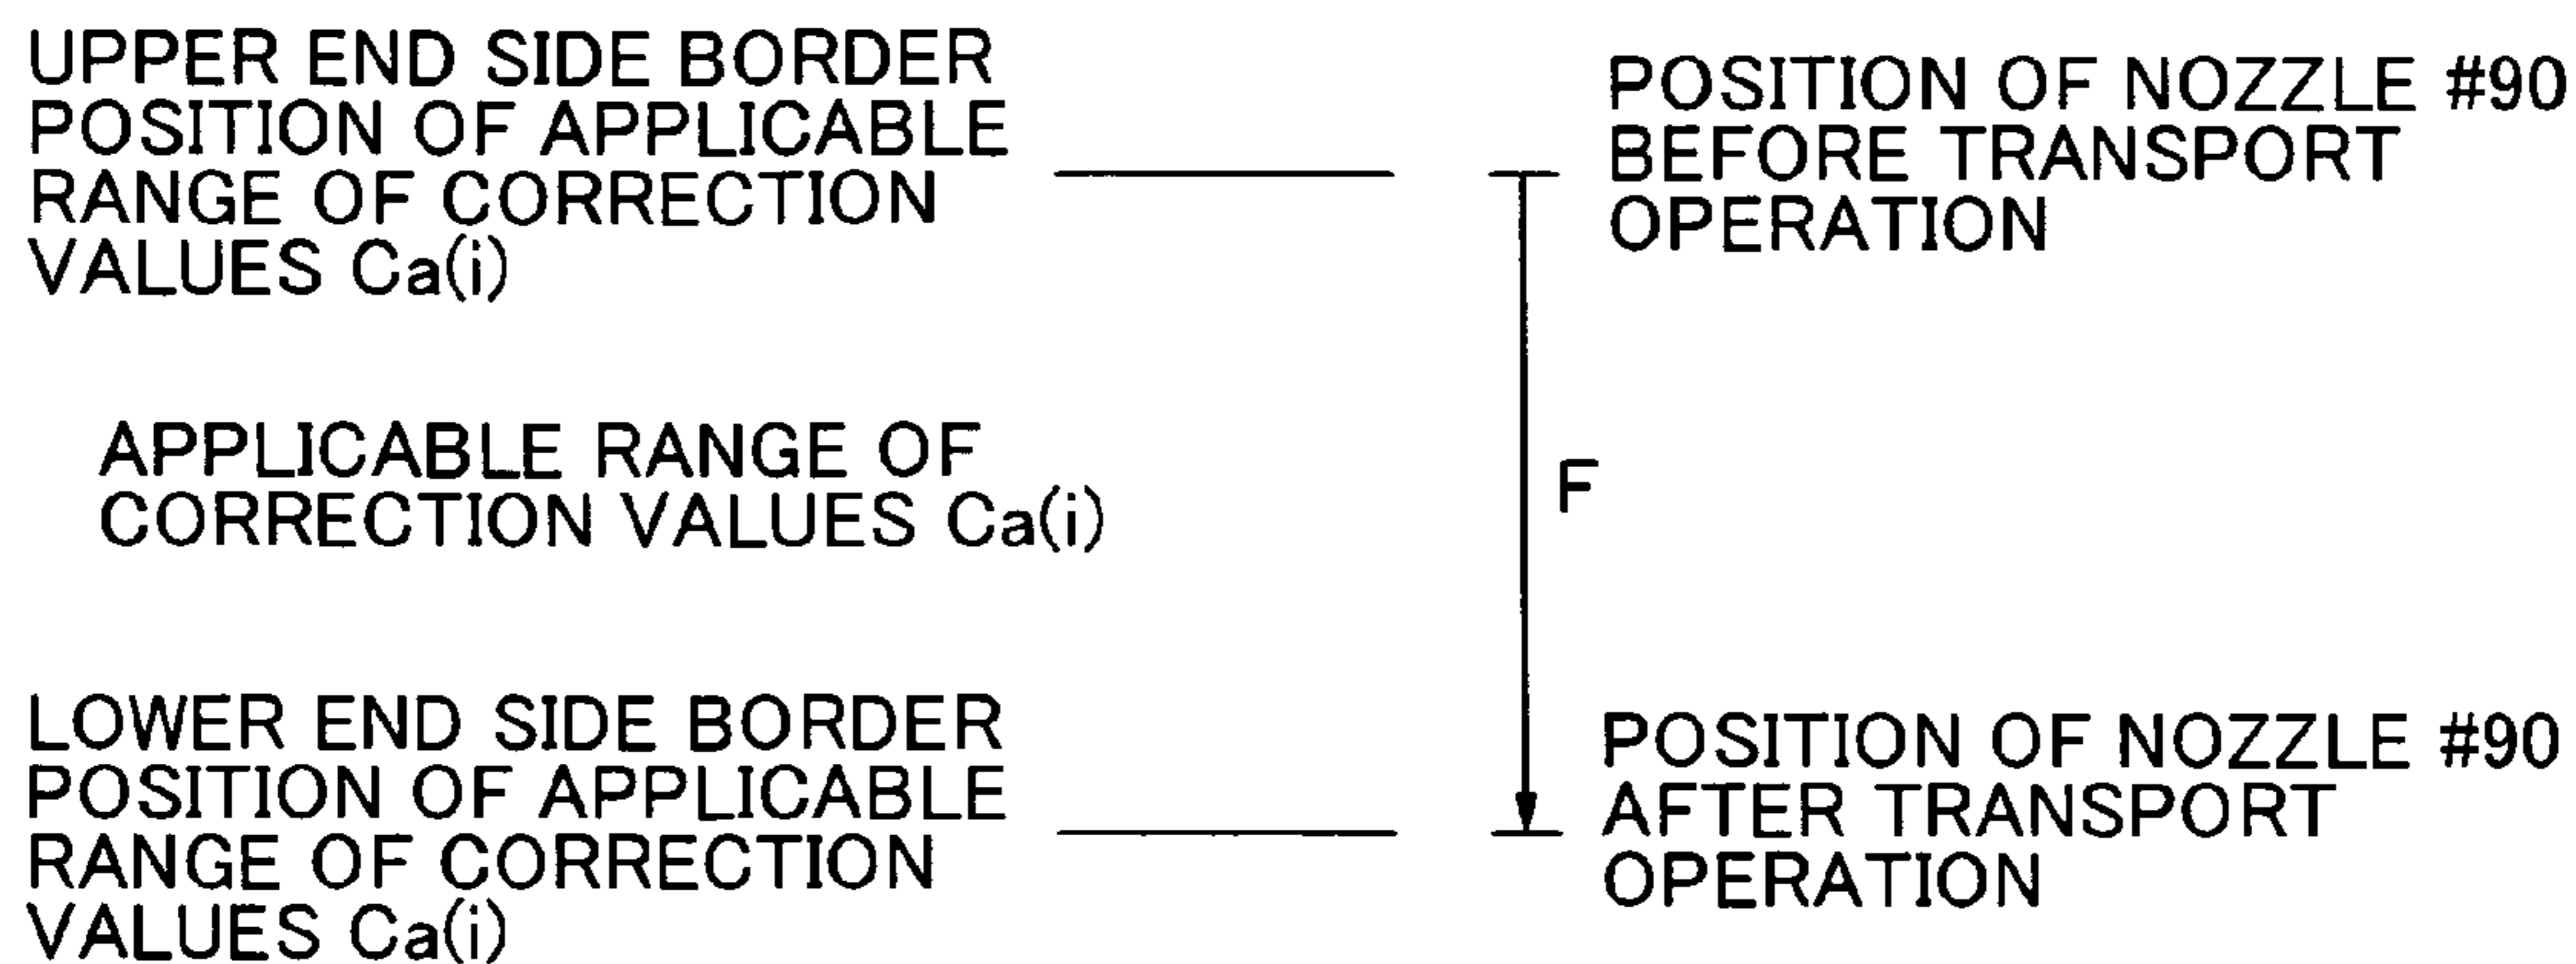 UPPER END SIDE BORDER
POSITION OF APPLICABLE
RANGE OF CORRECTION
VALUES Ca(i)
POSITION OF NOZZLE #90
BEFORE TRANSPORT
OPERATION
APPLICABLE RANGE OF
CORRECTION VALUES Ca(i)
F
LOWER END SIDE BORDER
POSITION OF APPLICABLE
RANGE OF CORRECTION
VALUES Ca(i)
POSITION OF NOZZLE #90
AFTER TRANSPORT
OPERATION